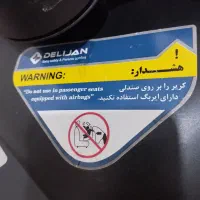 DELIJAN
!
WARNING:
هشدار:
"Do not use in passenger seats
equipped with airbags"
کریر را بر روی صندلی
دارای ایربگ استفاده نکنید.